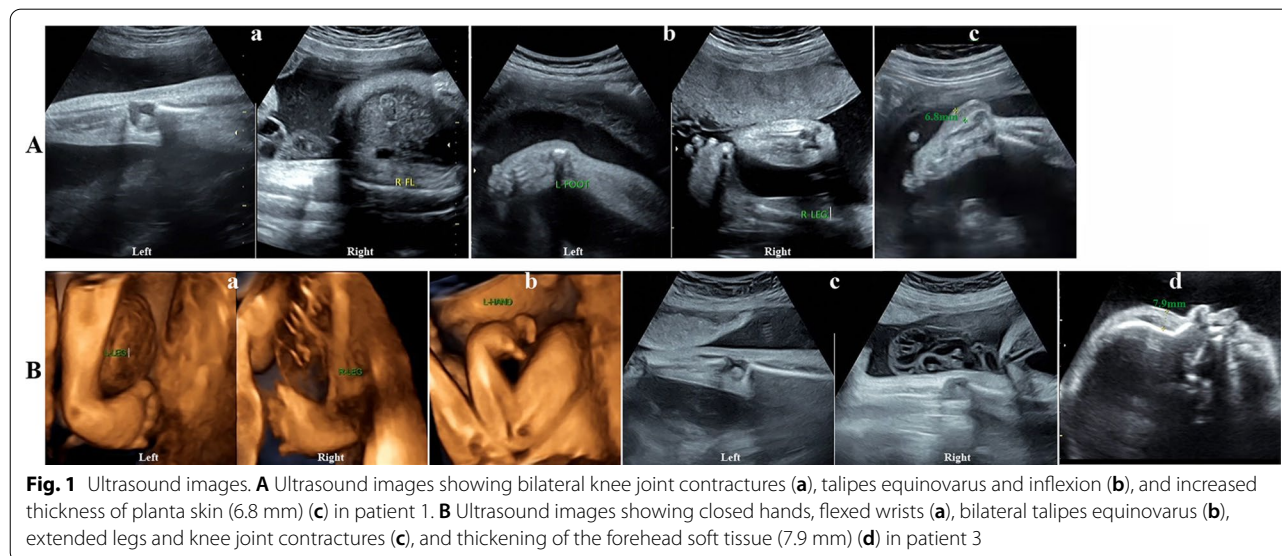 a
b
c
A
6.8mm
R-FL
L-FOOT
R LEG
Left
Right
Left
Right
a
b
c
d
B
L-HAND
7.9mm
R-LEG
Left
Right
Left
Right
Fig. 1 Ultrasound images. A Ultrasound images showing bilateral knee joint contractures (a), talipes equinovarus and inflexion (b), and increased
thickness of planta skin (6.8 mm) (c) in patient 1. B Ultrasound images showing closed hands, flexed wrists (a), bilateral talipes equinovarus (b),
extended legs and knee joint contractures (c), and thickening of the forehead soft tissue (7.9 mm) (d) in patient 3